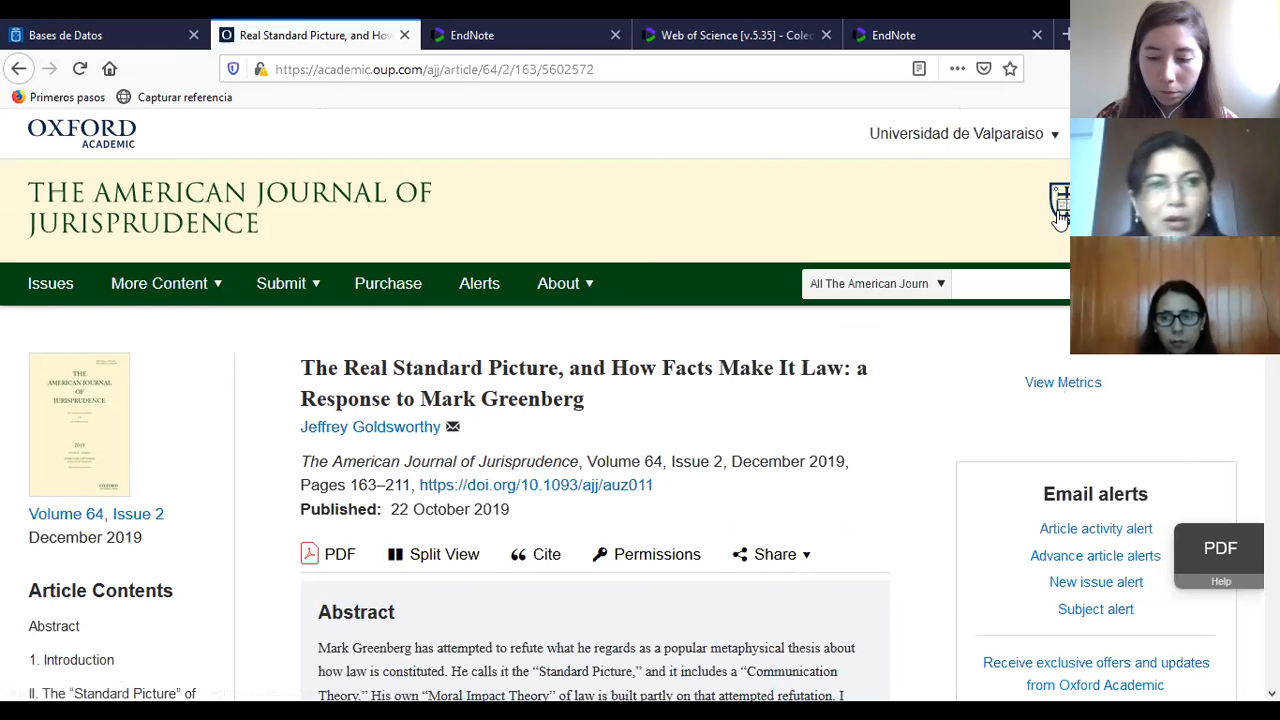 Bases de Datos
Real Standard Picture, and How
EndNote
Web of Science [v.5.35] - Colec
EndNote
https://academic.oup.com/ajj/article/64/2/163/5602572
Primeros pasos
Capturar referencia
OXFORD
ACADEMIC
Universidad de Valparaiso
THE AMERICAN JOURNAL OF
JURISPRUDENCE
Issues
More Content
Submit
Purchase
Alerts
About
All The American Journ
THE
AMERICAN JOURNAL
OF
JURISPRUDENCE
2019
Volume 64, Issue 2
December 2019
Article Contents
Abstract
1. Introduction
II. The “Standard Picture” of
The Real Standard Picture, and How Facts Make It Law: a
Response to Mark Greenberg
Jeffrey Goldsworthy
The American Journal of Jurisprudence, Volume 64, Issue 2, December 2019,
Pages 163–211, https://doi.org/10.1093/ajj/auz011
Published: 22 October 2019
PDF
Split View
Cite
Permissions
Share
Abstract
Mark Greenberg has attempted to refute what he regards as a popular metaphysical thesis about
how law is constituted. He calls it the “Standard Picture,” and it includes a “Communication
Theory.” His own “Moral Impact Theory” of law is built partly on that attempted refutation. I
View Metrics
Email alerts
Article activity alert
Advance article alerts
New issue alert
Subject alert
Receive exclusive offers and updates
from Oxford Academic
PDF
Help